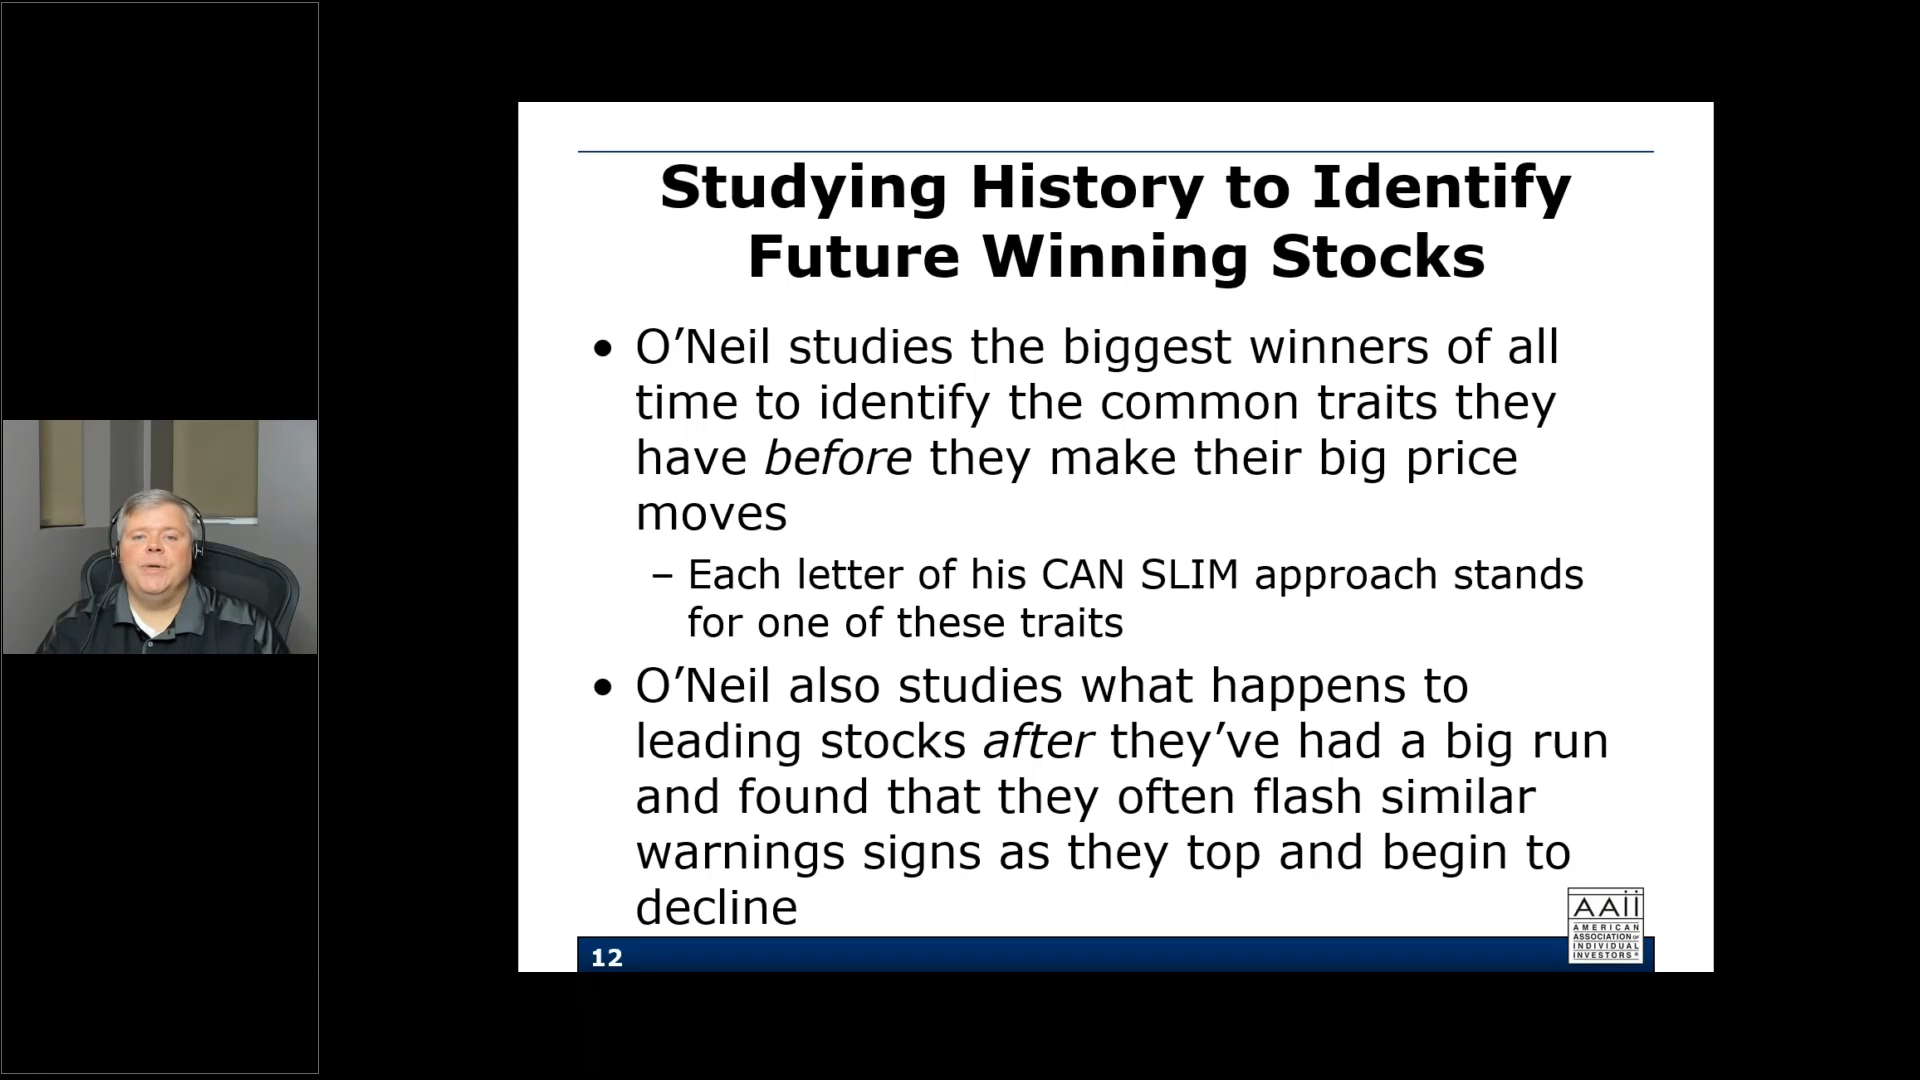 Studying History to Identify
Future Winning Stocks
• O’Neil studies the biggest winners of all
time to identify the common traits they
have before they make their big price
moves
– Each letter of his CAN SLIM approach stands
for one of these traits
• O’Neil also studies what happens to
leading stocks after they’ve had a big run
and found that they often flash similar
warnings signs as they top and begin to
decline
12
AAii
AMERICAN
ASSOCIATION OF
INDIVIDUAL
INVESTORS®